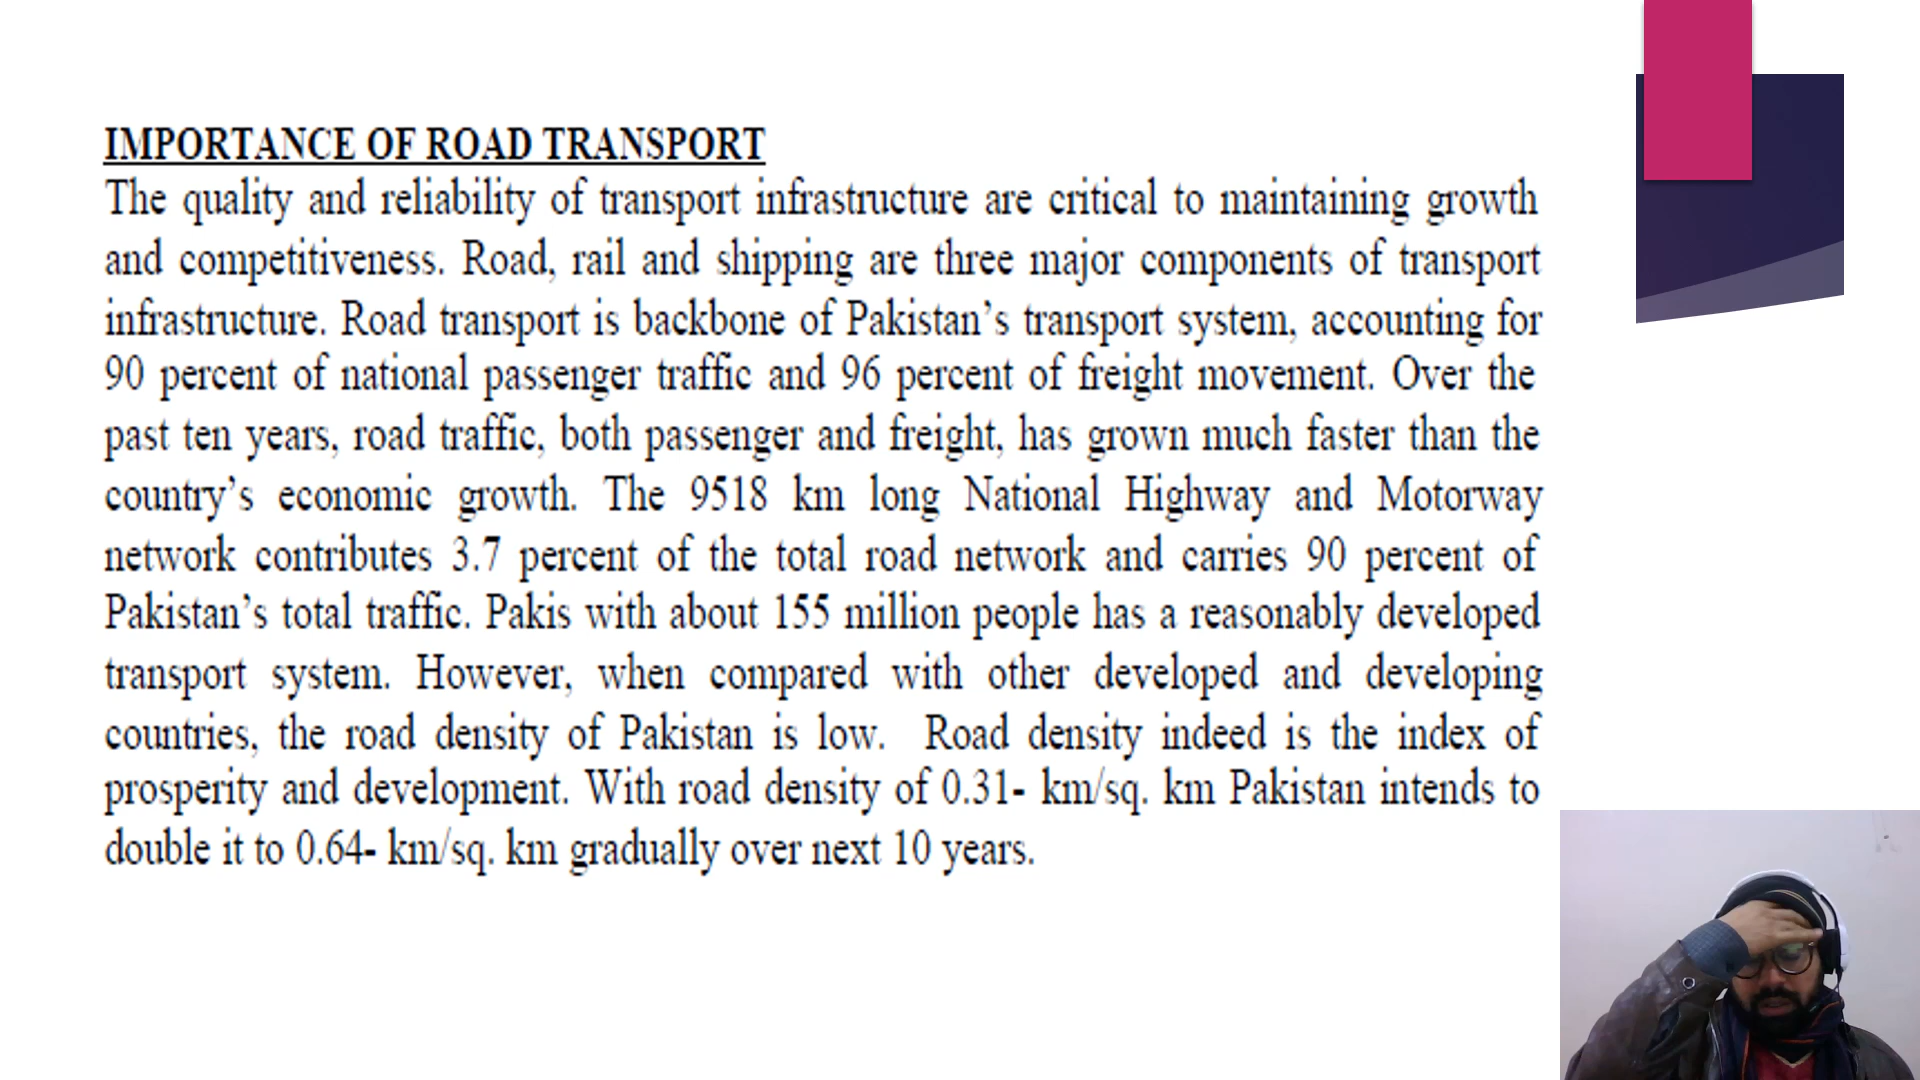 IMPORTANCE OF ROAD TRANSPORT
The quality and reliability of transport infrastructure are critical to maintaining growth
and competitiveness. Road, rail and shipping are three major components of transport
infrastructure. Road transport is backbone of Pakistan’s transport system, accounting for
90 percent of national passenger traffic and 96 percent of freight movement. Over the
past ten years, road traffic, both passenger and freight, has grown much faster than the
country’s economic growth. The 9518 km long National Highway and Motorway
network contributes 3.7 percent of the total road network and carries 90 percent of
Pakistan’s total traffic. Pakis with about 155 million people has a reasonably developed
transport system. However, when compared with other developed and developing
countries, the road density of Pakistan is low. Road density indeed is the index of
prosperity and development. With road density of 0.31- km/sq. km Pakistan intends to
double it to 0.64- km/sq. km gradually over next 10 years.